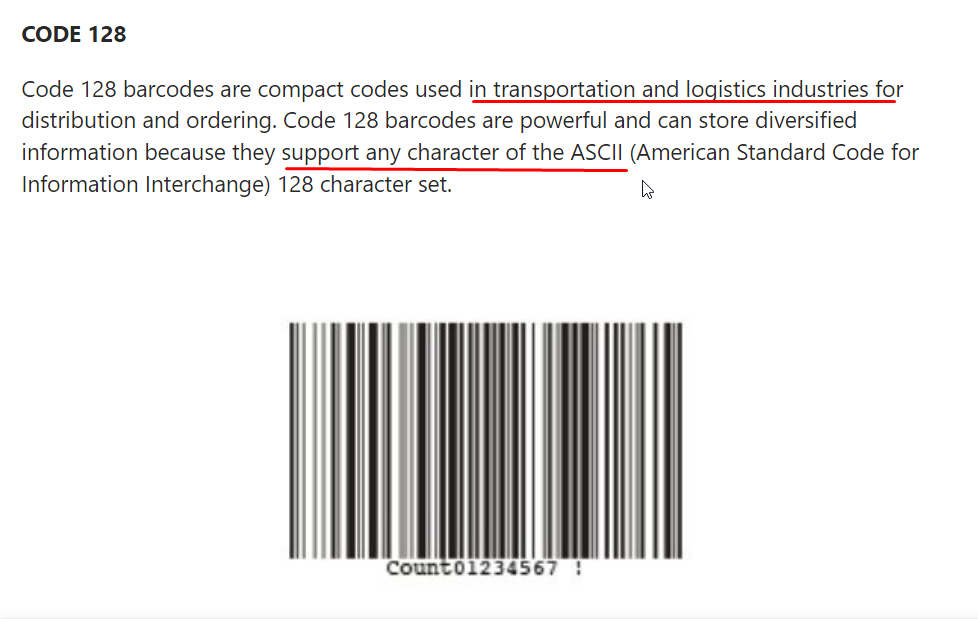 CODE 128
Code 128 barcodes are compact codes used in transportation and logistics industries for
distribution and ordering. Code 128 barcodes are powerful and can store diversified
information because they support any character of the ASCII (American Standard Code for
Information Interchange) 128 character set.
Count01234567 !